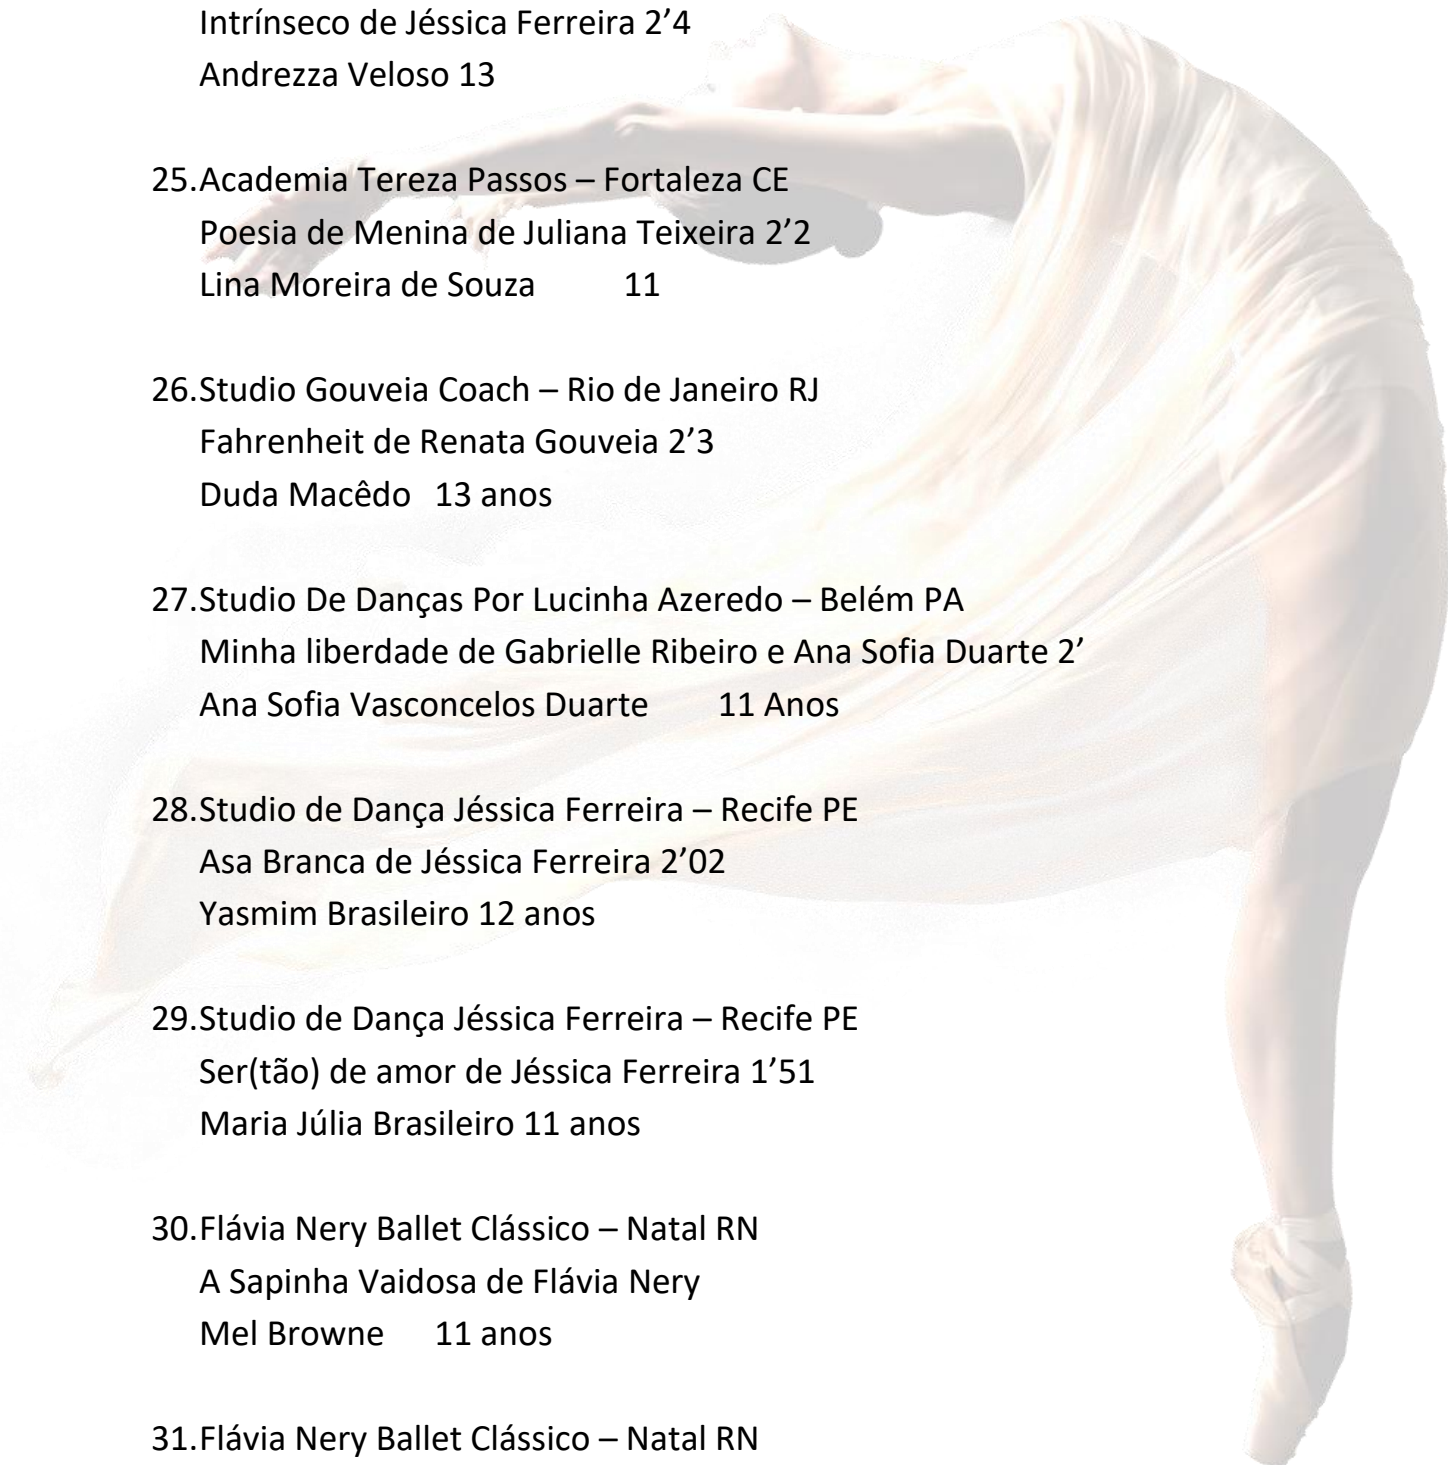 Intrínseco de Jéssica Ferreira 2’4
Andrezza Veloso 13
25.Academia Tereza Passos – Fortaleza CE
Poesia de Menina de Juliana Teixeira 2’2
Lina Moreira de Souza 11
26.Studio Gouveia Coach – Rio de Janeiro RJ
Fahrenheit de Renata Gouveia 2’3
Duda Macêdo 13 anos
27.Studio De Danças Por Lucinha Azeredo – Belém PA
Minha liberdade de Gabrielle Ribeiro e Ana Sofia Duarte 2’
Ana Sofia Vasconcelos Duarte 11 Anos
28.Studio de Dança Jéssica Ferreira – Recife PE
Asa Branca de Jéssica Ferreira 2’02
Yasmim Brasileiro 12 anos
29.Studio de Dança Jéssica Ferreira – Recife PE
Ser(tão) de amor de Jéssica Ferreira 1’51
Maria Júlia Brasileiro 11 anos
30.Flávia Nery Ballet Clássico – Natal RN
A Sapinha Vaidosa de Flávia Nery
Mel Browne 11 anos
31.Flávia Nery Ballet Clássico – Natal RN